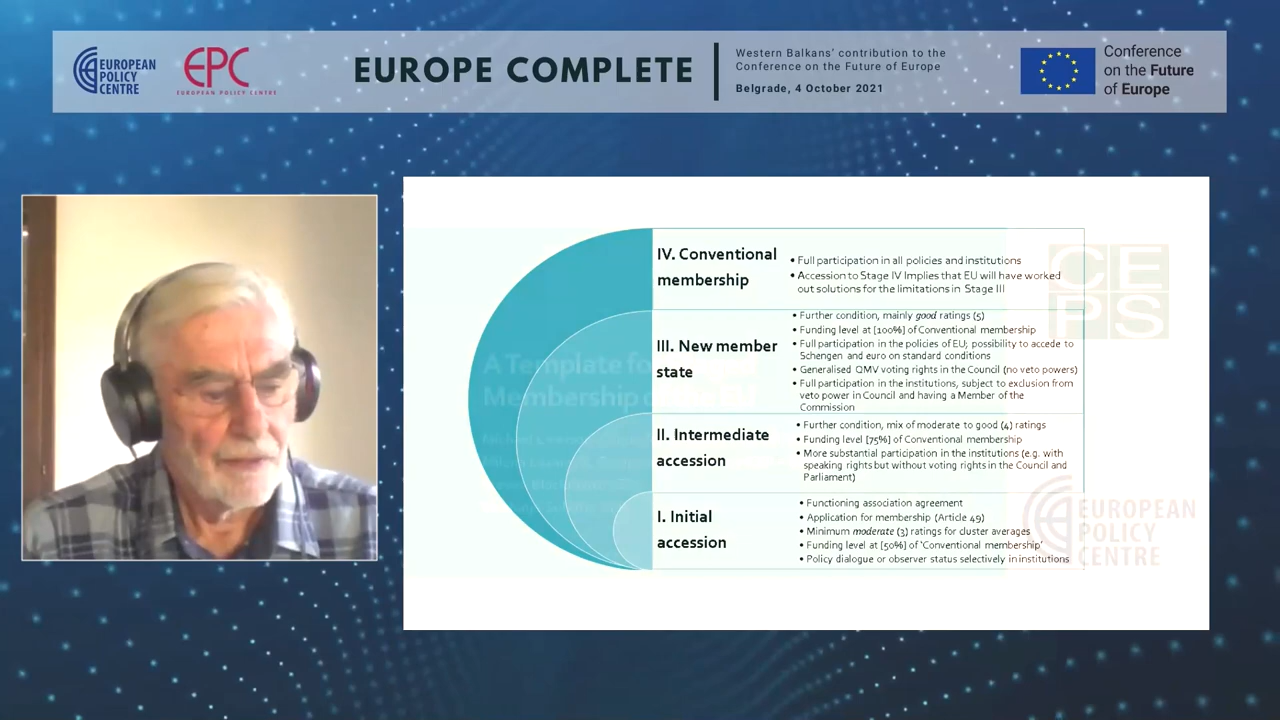 EUROPEAN
POLICY
CENTRE
EPC
EUROPEAN POLICY CENTRE
EUROPE COMPLETE
Western Balkans' contribution to the
Conference on the Future of Europe
Belgrade, 4 October 2021
Conference
on the Future
of Europe
CE
PS
IV. Conventional
membership
• Full participation in all policies and institutions
• Accession to Stage IV Implies that EU will have worked
out solutions for the limitations in Stage III
III. New member
state
• Further condition, mainly good ratings (5)
• Funding level at [100%] of Conventional membership
• Full participation in the policies of EU; possibility to accede to
Schengen and euro on standard conditions
• Generalised QMV voting rights in the Council (no veto powers)
• Full participation in the institutions, subject to exclusion from
veto power in Council and having a Member of the
Commission
A Template for
Membership
II. Intermediate
accession
• Further condition, mix of moderate to good (4) ratings
• Funding level [75%] of Conventional membership
• More substantial participation in the institutions (e.g. with
speaking rights but without voting rights in the Council and
Parliament)
I. Initial
accession
• Functioning association agreement
• Application for membership (Article 49)
• Minimum moderate (3) ratings for cluster averages
• Funding level at [50%] of 'Conventional membership'
• Policy dialogue or observer status selectively in institutions
EUROPEAN
POLICY
CENTRE